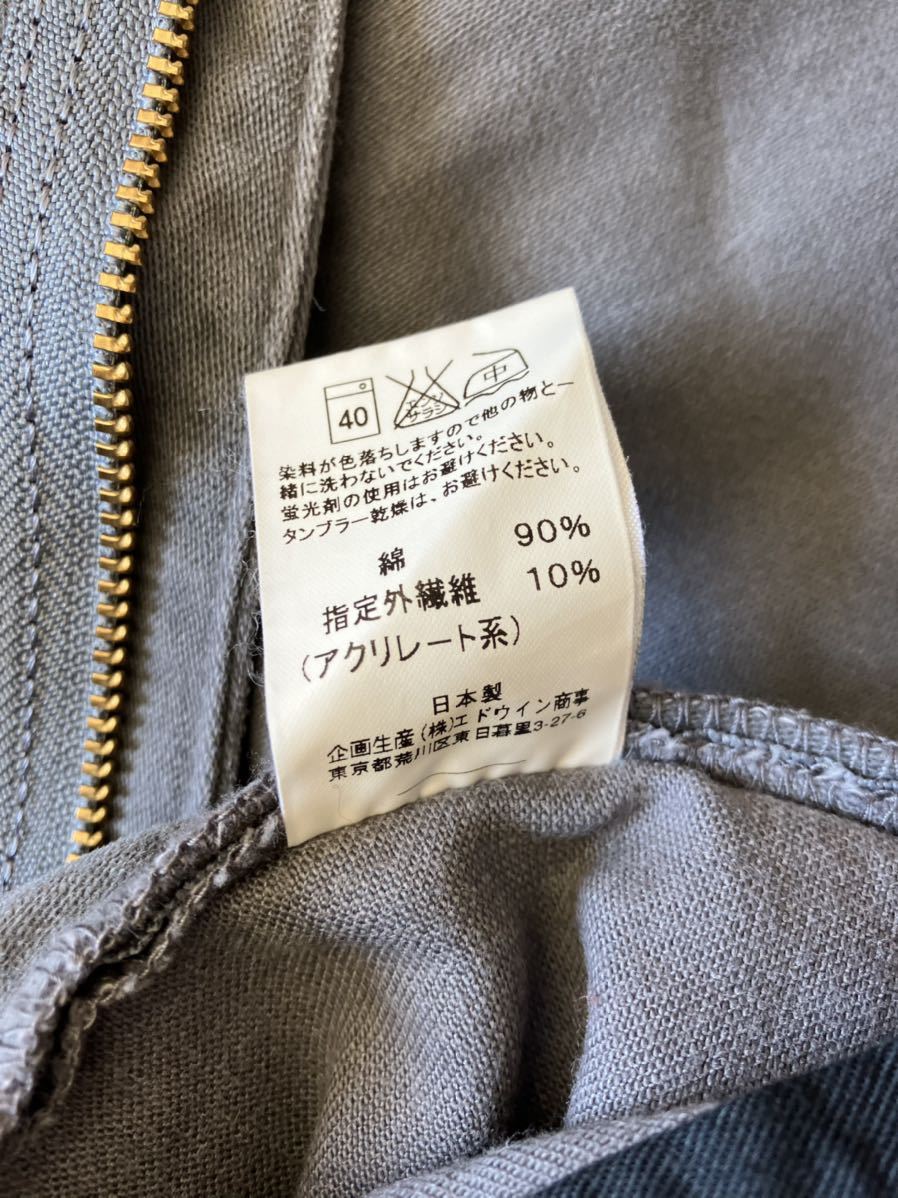 40
エンソ
サラシ
中
染料が色落ちしますので他の物と一
緒に洗わないでください。
蛍光剤の使用はお避けください。
タンブラー乾燥は、お避けください。
綿 90%
指定外繊維 10%
(アクリレート系)
日本製
企画生産(株)エドウイン商事
東京都荒川区東日暮里3-27-6